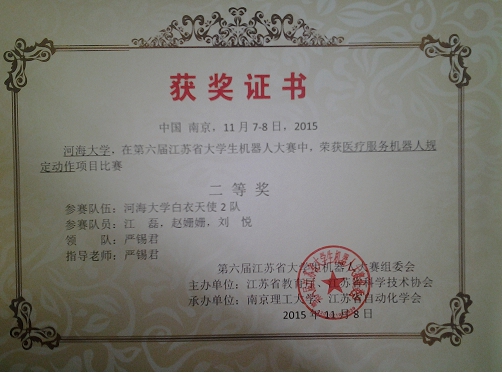 获奖证书
中国 南京，11月7-8日，2015
河海大学，在第六届江苏省大学生机器人大赛中，荣获医疗服务机器人规
定动作项目比赛
二等奖
参赛队伍：河海大学白衣天使2队
参赛队员：江 磊，赵姗姗，刘 悦
领 队：严锡君
指导老师：严锡君
第六届江苏省大学生机器人大赛组委会
主办单位：江苏省教育厅、江苏省科学技术协会
承办单位：南京理工大学、江苏省自动化学会
2015年11月8日